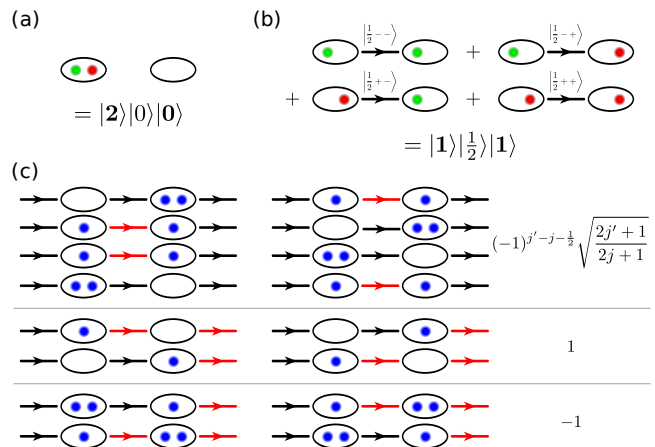 (a)
= |2⟩|0⟩|0⟩
(b)
|½ − −⟩ + |½ − +⟩
+ |½ + −⟩ + |½ + +⟩
= |1⟩|½⟩|1⟩
(c)
(−1)^{j′−j−½} √((2j′ + 1)/(2j + 1))
1
−1